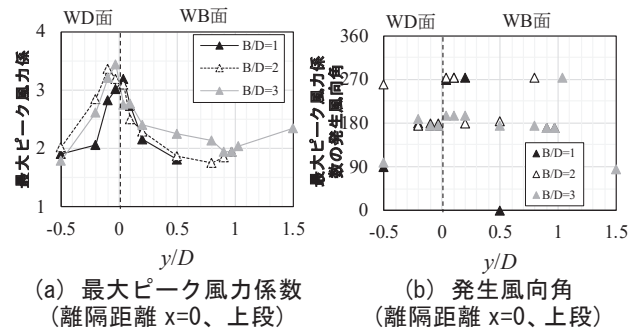 WD面 WB面
最大ピーク風力係
4
3
2
1
B/D=1
B/D=2
B/D=3
-0.5 0 0.5 1 1.5
y/D
(a) 最大ピーク風力係数
(離隔距離 x=0、上段)
WD面 WB面
最大ピーク風力係
数の発生風向角
360
270
180
90
0
B/D=1
B/D=2
B/D=3
-0.5 0 0.5 1 1.5
y/D
(b) 発生風向角
(離隔距離 x=0、上段)